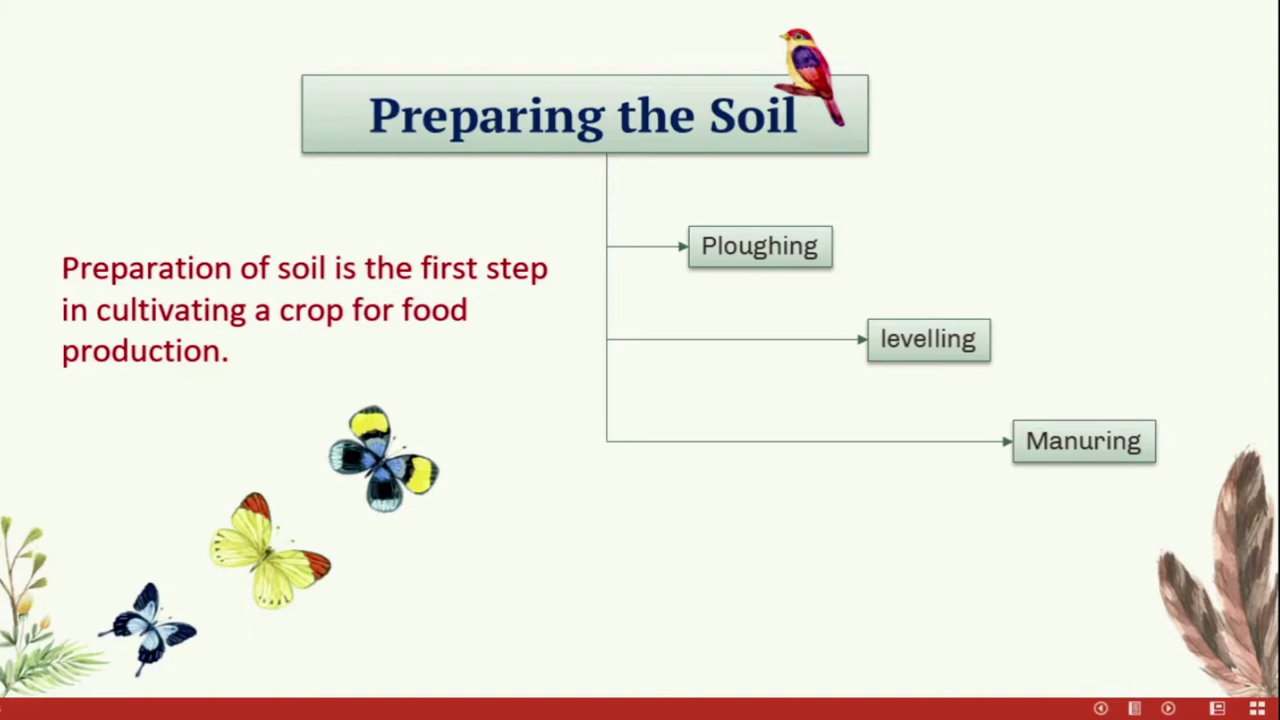 Preparing the Soil
Ploughing
Preparation of soil is the first step
in cultivating a crop for food
production.
levelling
Manuring